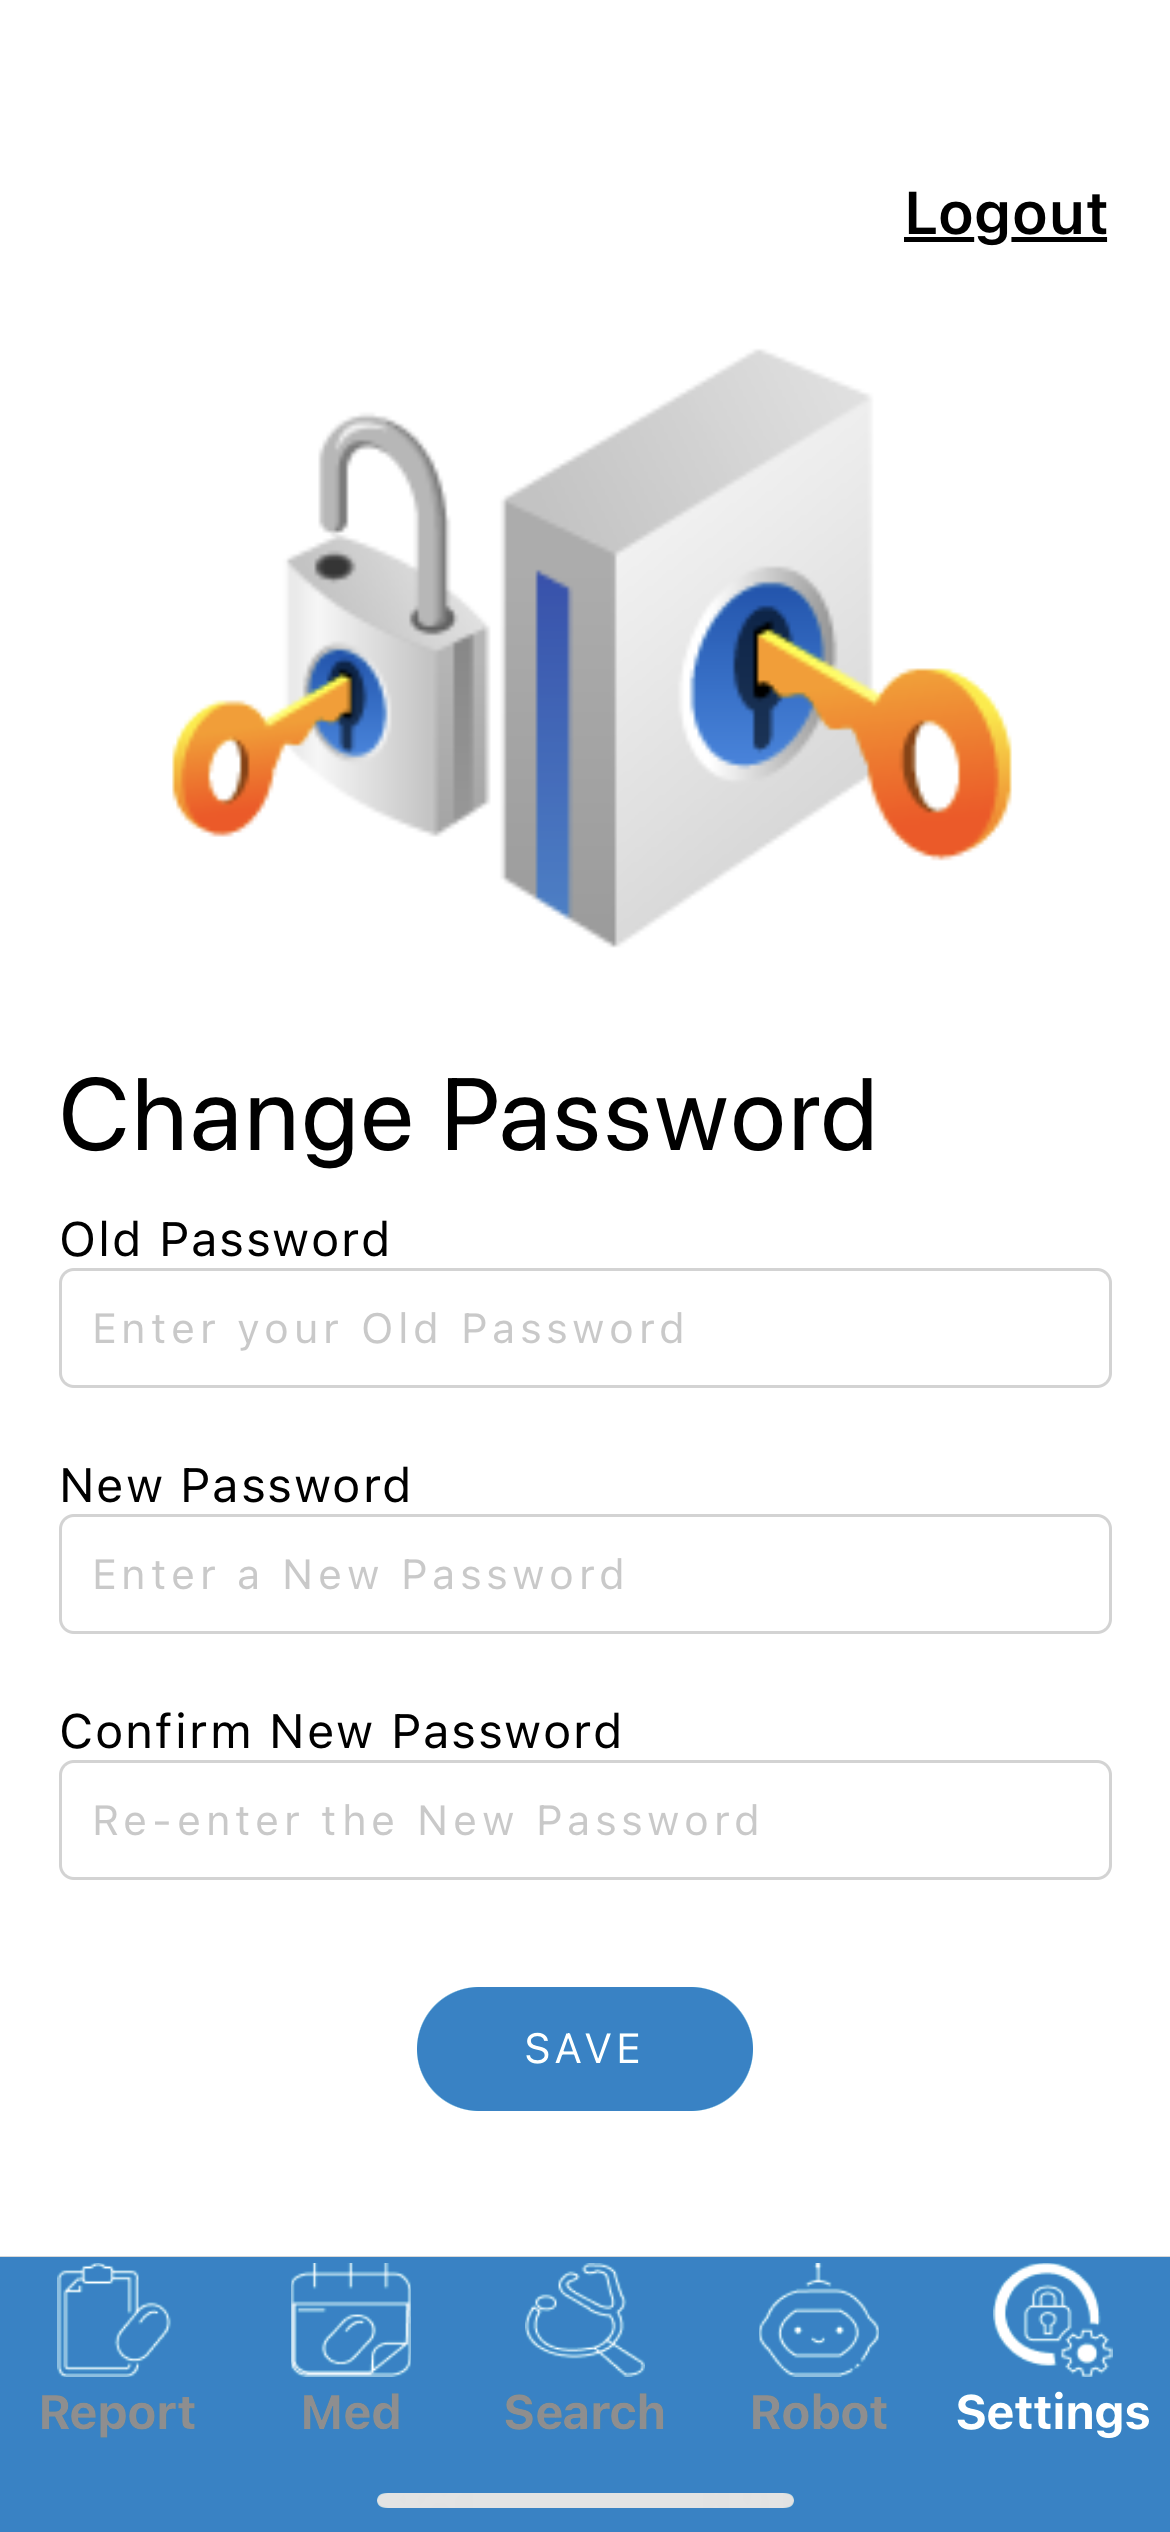 Logout
Change Password
Old Password
Enter your Old Password
New Password
Enter a New Password
Confirm New Password
Re-enter the New Password
SAVE
Report Med Search Robot Settings